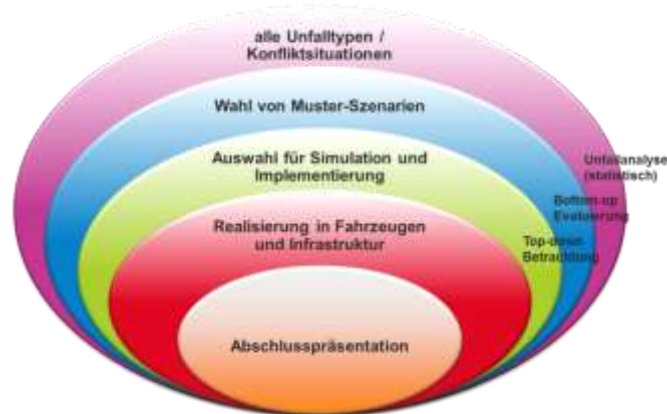 alle Unfalltypen /
Konfliktsituationen
Wahl von Muster-Szenarien
Auswahl für Simulation und
Implementierung
Unfallanalyse
(statistisch)
Bottom-up
Evaluierung
Realisierung in Fahrzeugen
und Infrastruktur
Top-down
Betrachtung
Abschlusspräsentation